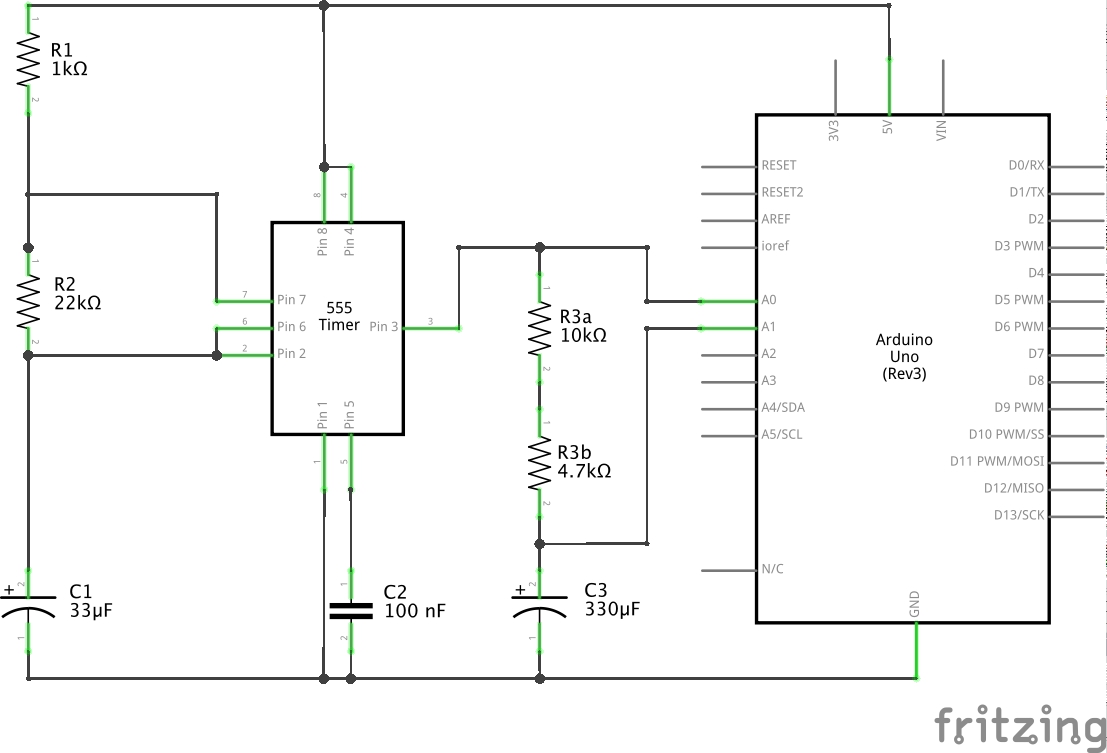 1
R1
1kΩ
2
3V3
5V
VIN
8
4
RESET
D0/RX
RESET2
D1/TX
AREF
D2
ioref
D3 PWM
Pin 8
Pin 4
D4
1
R2
22kΩ
2
7
Pin 7
6
Pin 6
2
Pin 2
555
Timer
Pin 3
3
1
R3a
10kΩ
2
A0
D5 PWM
A1
D6 PWM
A2
D7
A3
D8
A4/SDA
D9 PWM
A5/SCL
D10 PWM/SS
D11 PWM/MOSI
D12/MISO
D13/SCK
Arduino
Uno
(Rev3)
Pin 1
Pin 5
1
5
1
R3b
4.7kΩ
2
N/C
GND
+
2
C1
33µF
1
1
C2
100 nF
2
+
2
C3
330µF
1
fritzing